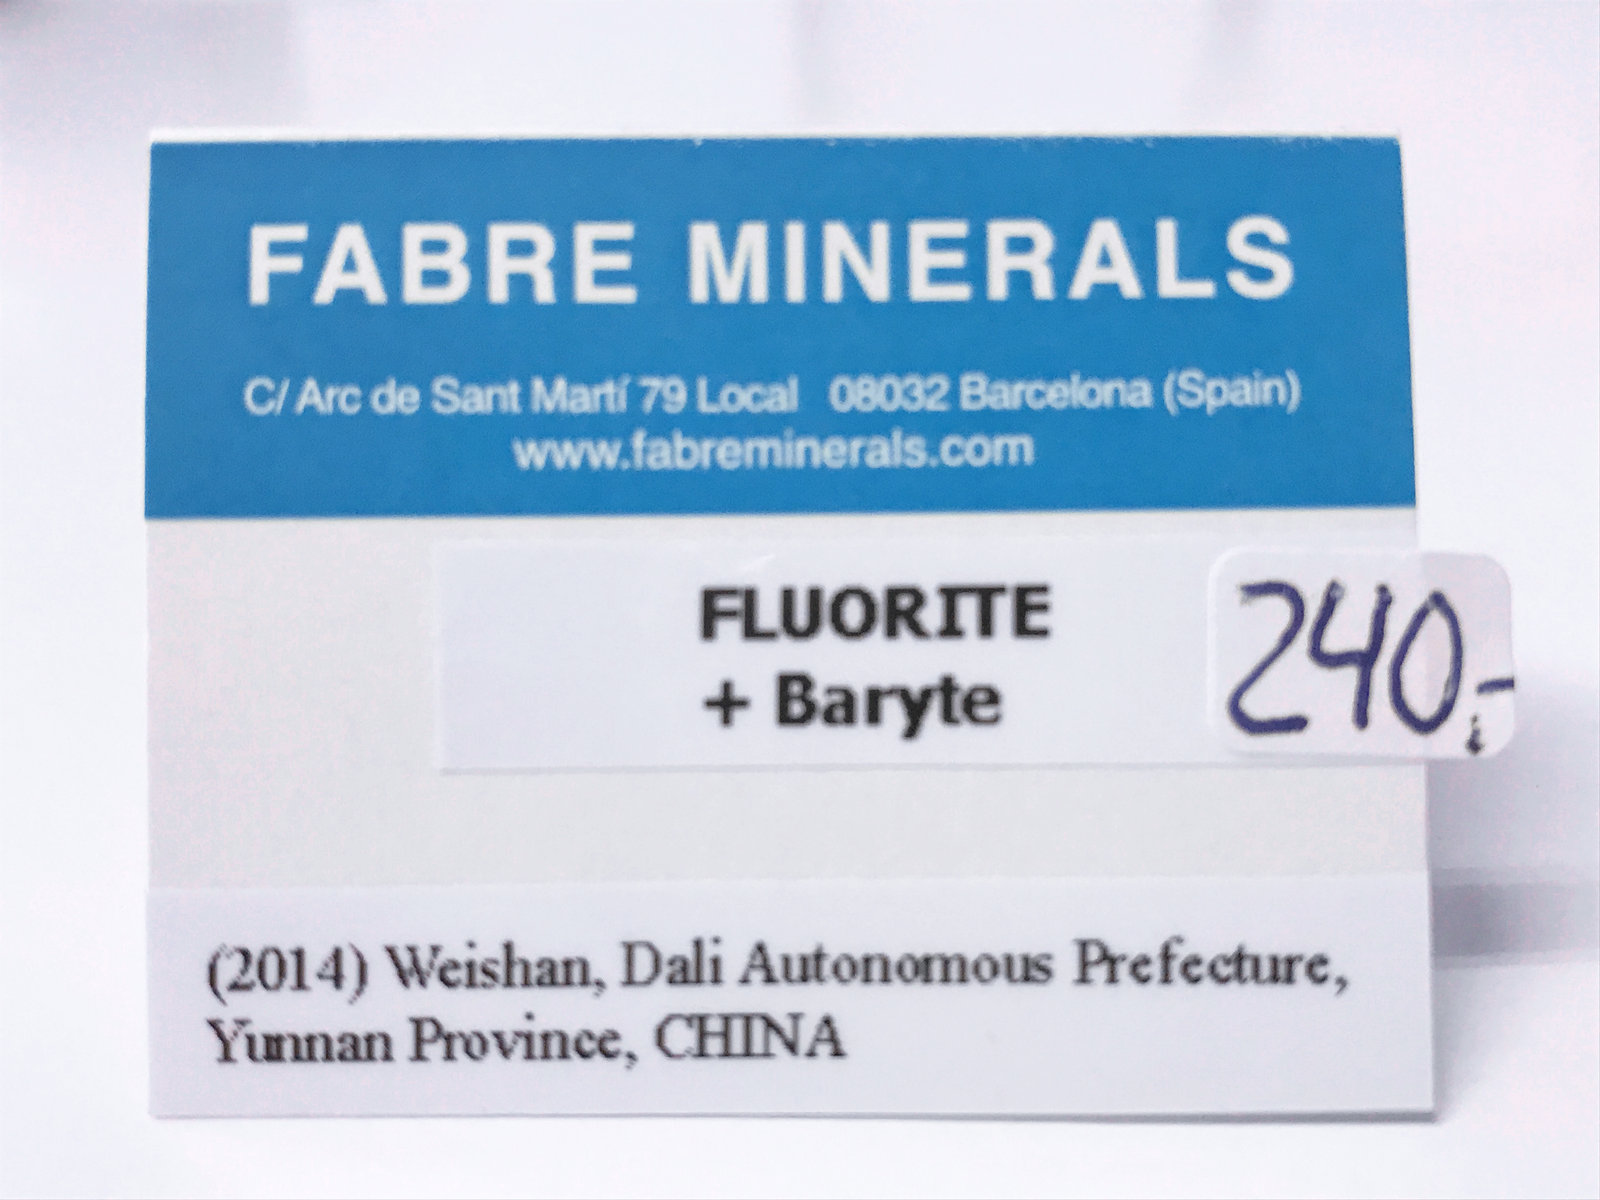 FABRE MINERALS
C/ Arc de Sant Martí 79 Local 08032 Barcelona (Spain)
www.fabreminerals.com
FLUORITE
+ Baryte
240,-
(2014) Weishan, Dali Autonomous Prefecture,
Yunnan Province, CHINA